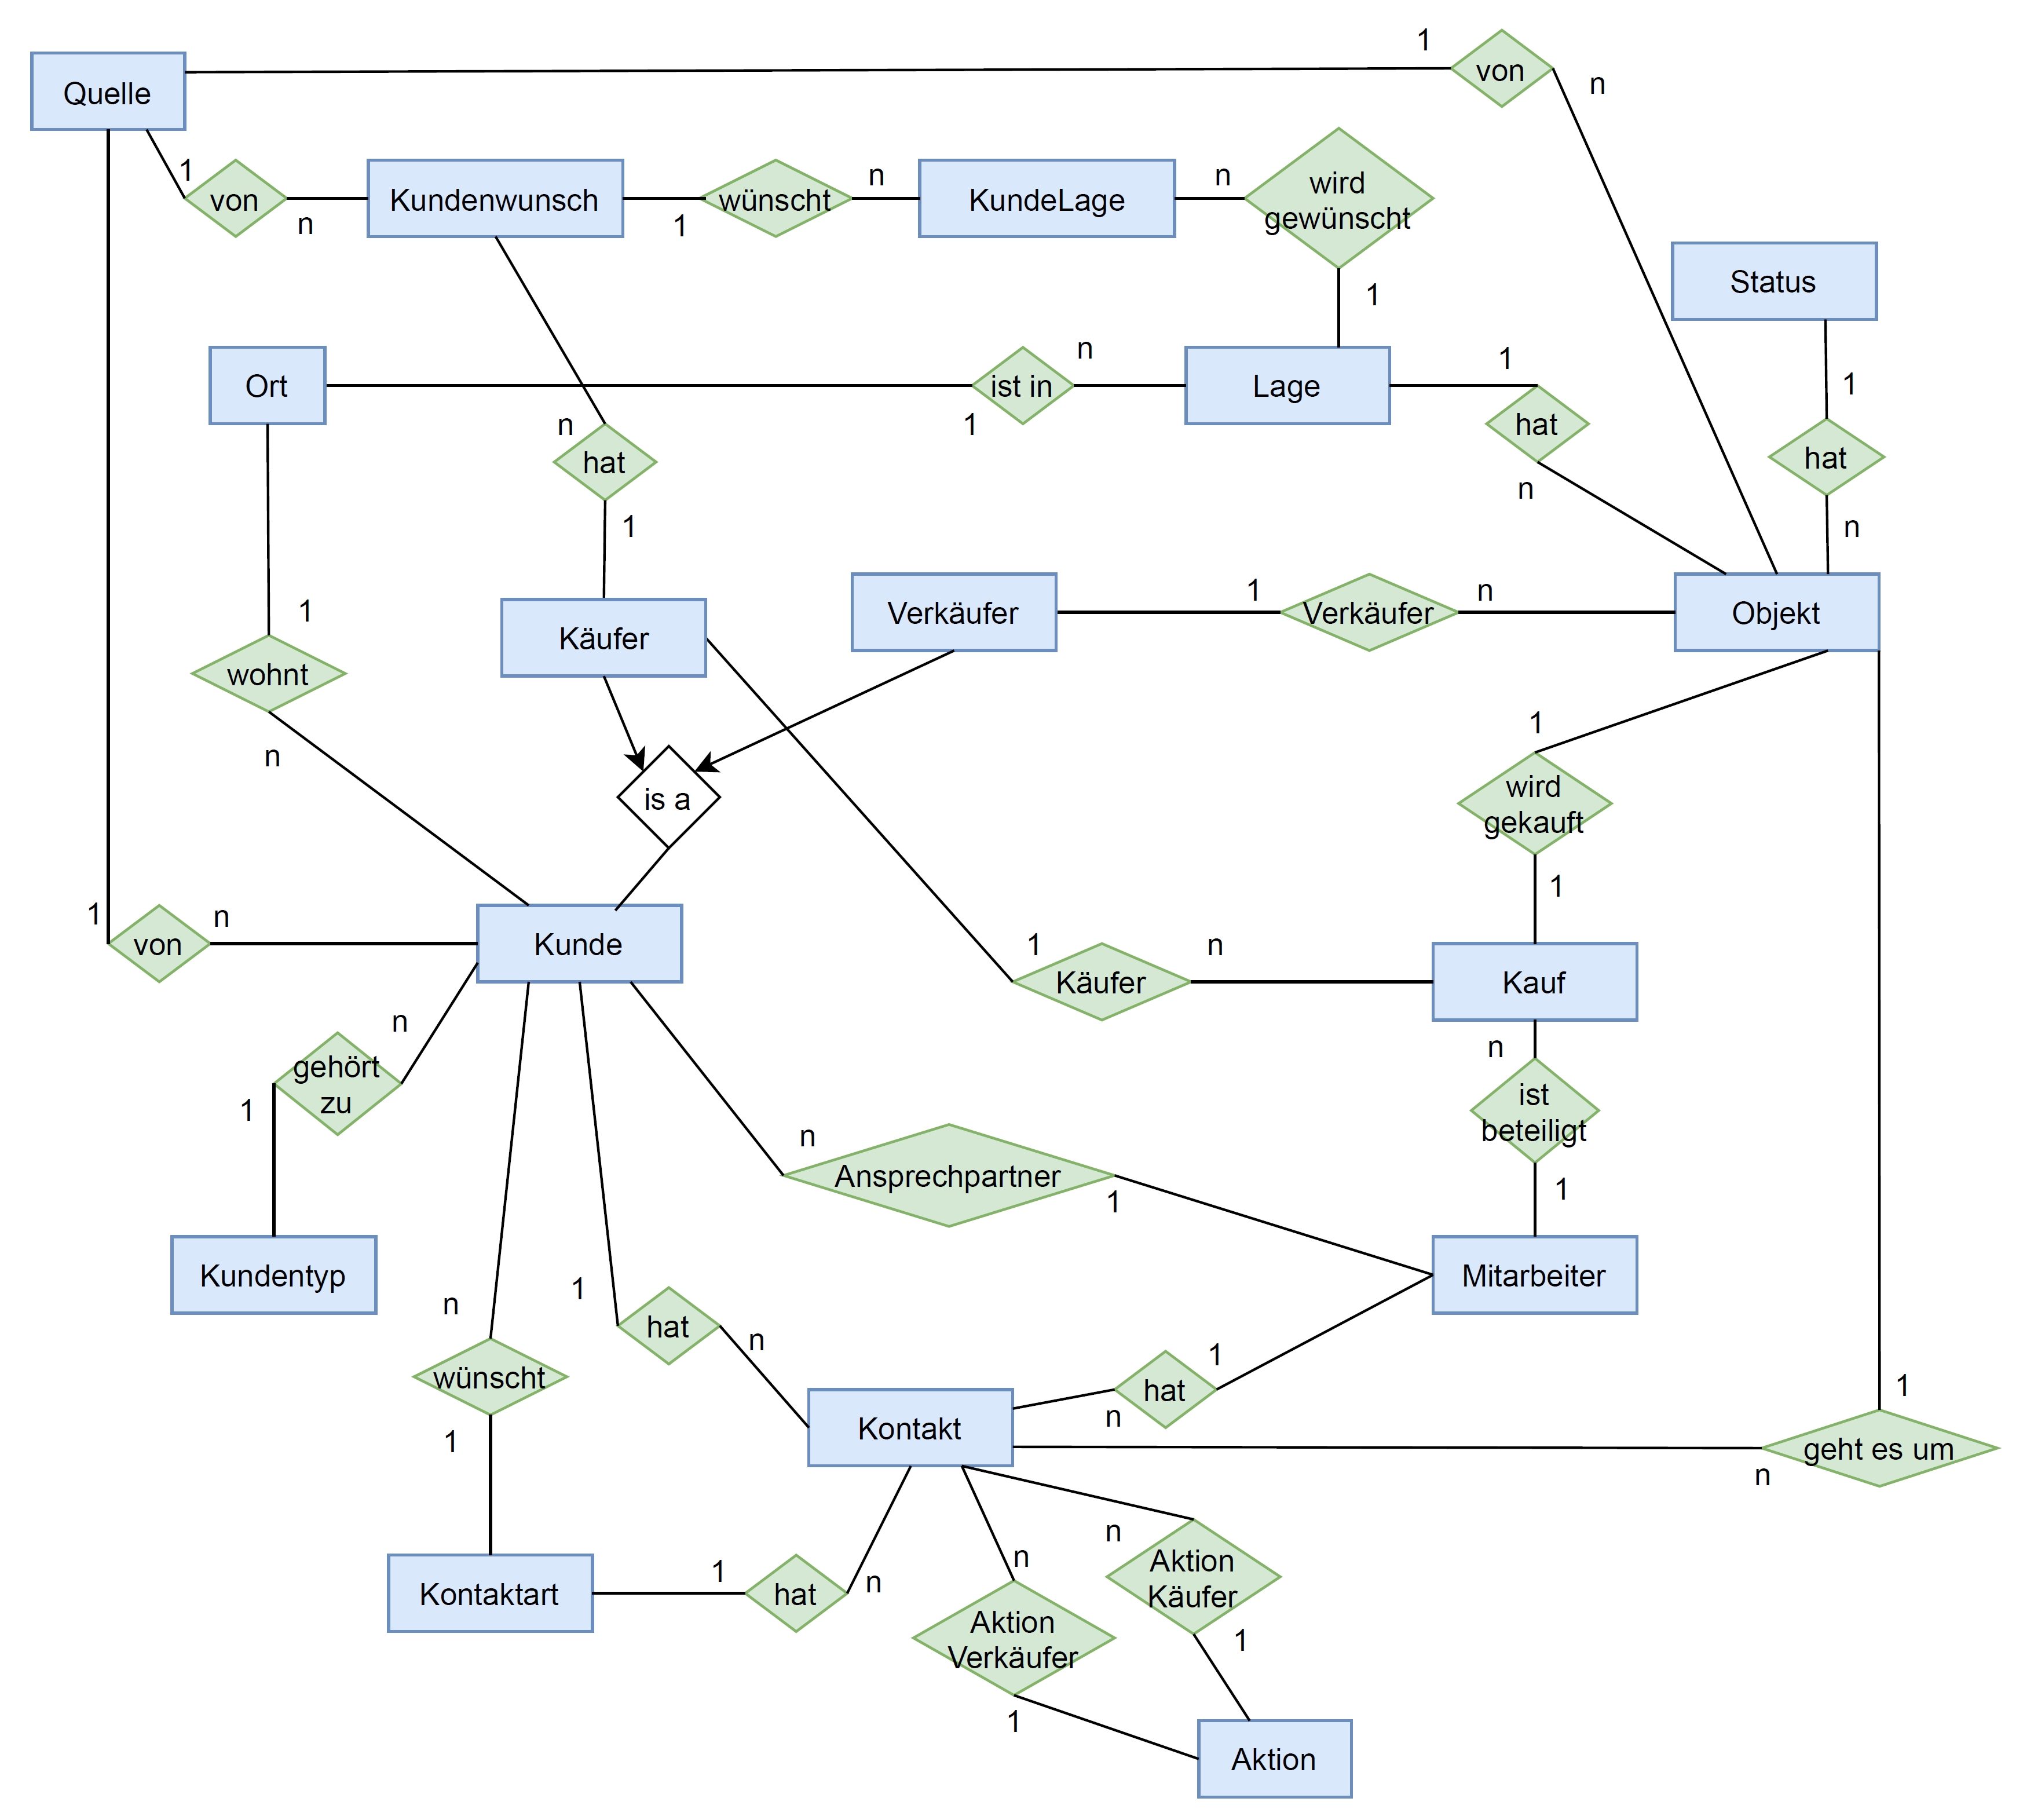 1
von
n
Quelle
1
von
n
Kundenwunsch
1
wünscht
n
KundeLage
n
wird
gewünscht
1
Status
1
hat
n
Ort
1
ist in
n
Lage
1
hat
n
n
hat
1
1
wohnt
n
Käufer
Verkäufer
1
Verkäufer
n
Objekt
is a
1
wird
gekauft
1
1
von
n
Kunde
1
Käufer
n
Kauf
n
gehört
zu
1
n
ist
beteiligt
1
n
Ansprechpartner
1
Kundentyp
Mitarbeiter
n
wünscht
1
1
hat
n
1
hat
n
Kontakt
1
geht es um
n
Kontaktart
1
hat
n
n
Aktion
Verkäufer
1
n
Aktion
Käufer
1
Aktion